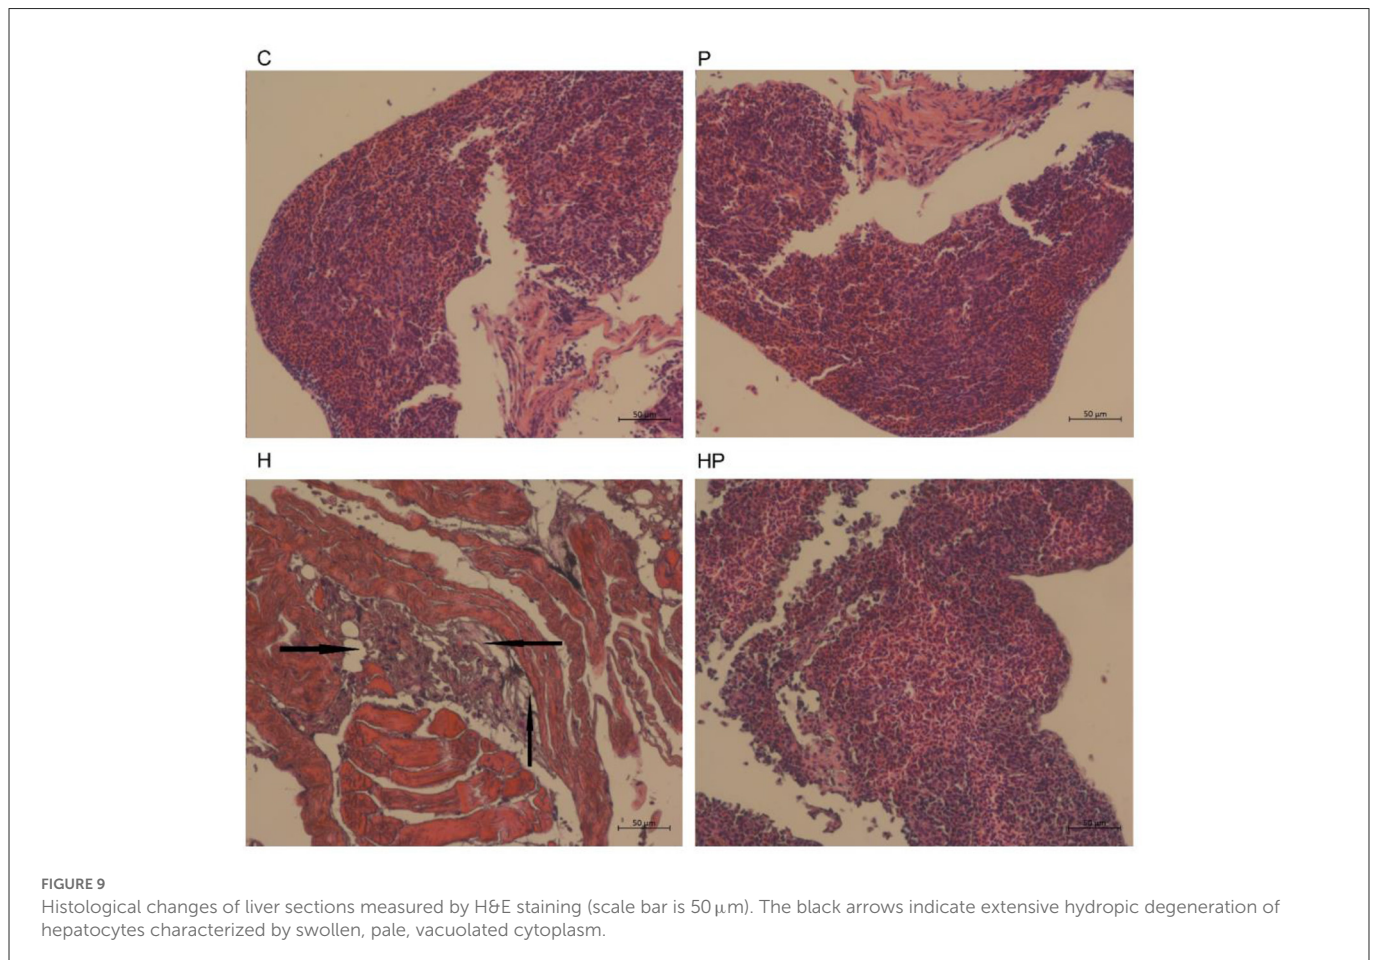 C
P
50 µm
50 µm
H
HP
50 µm
50 µm
FIGURE 9
Histological changes of liver sections measured by H&E staining (scale bar is 50 µm). The black arrows indicate extensive hydropic degeneration of
hepatocytes characterized by swollen, pale, vacuolated cytoplasm.